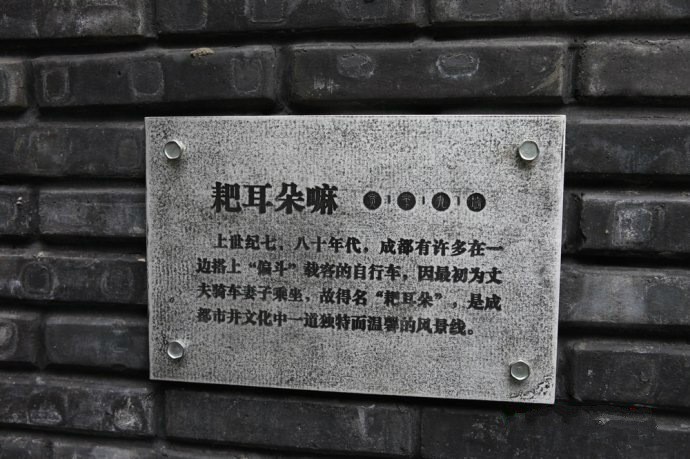 耙耳朵嘛
上世纪七、八十年代，成都有许多在一
边搭上“偏斗”载客的自行车，因最初为丈
夫骑车妻子乘坐，故得名“耙耳朵”，是成
都市井文化中一道独特而温馨的风景线。